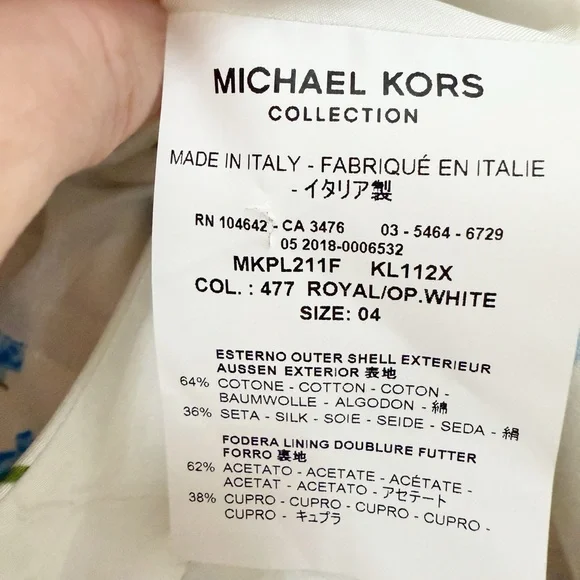 MICHAEL KORS
COLLECTION
MADE IN ITALY - FABRIQUÉ EN ITALIE
- イタリア製
RN 104642 - CA 3476 03 - 5464 - 6729
05 2018-0006532
MKPL211F KL112X
COL. : 477 ROYAL/OP.WHITE
SIZE: 04
ESTERNO OUTER SHELL EXTERIEUR
AUSSEN EXTERIOR 表地
64% COTONE - COTTON - COTON -
BAUMWOLLE - ALGODON - 綿
36% SETA - SILK - SOIE - SEIDE - SEDA - 絹
FODERA LINING DOUBLURE FUTTER
FORRO 裏地
62% ACETATO - ACETATE - ACÉTATE -
ACETAT - ACETATO - アセテート
38% CUPRO - CUPRO - CUPRO - CUPRO -
CUPRO - キュプラ